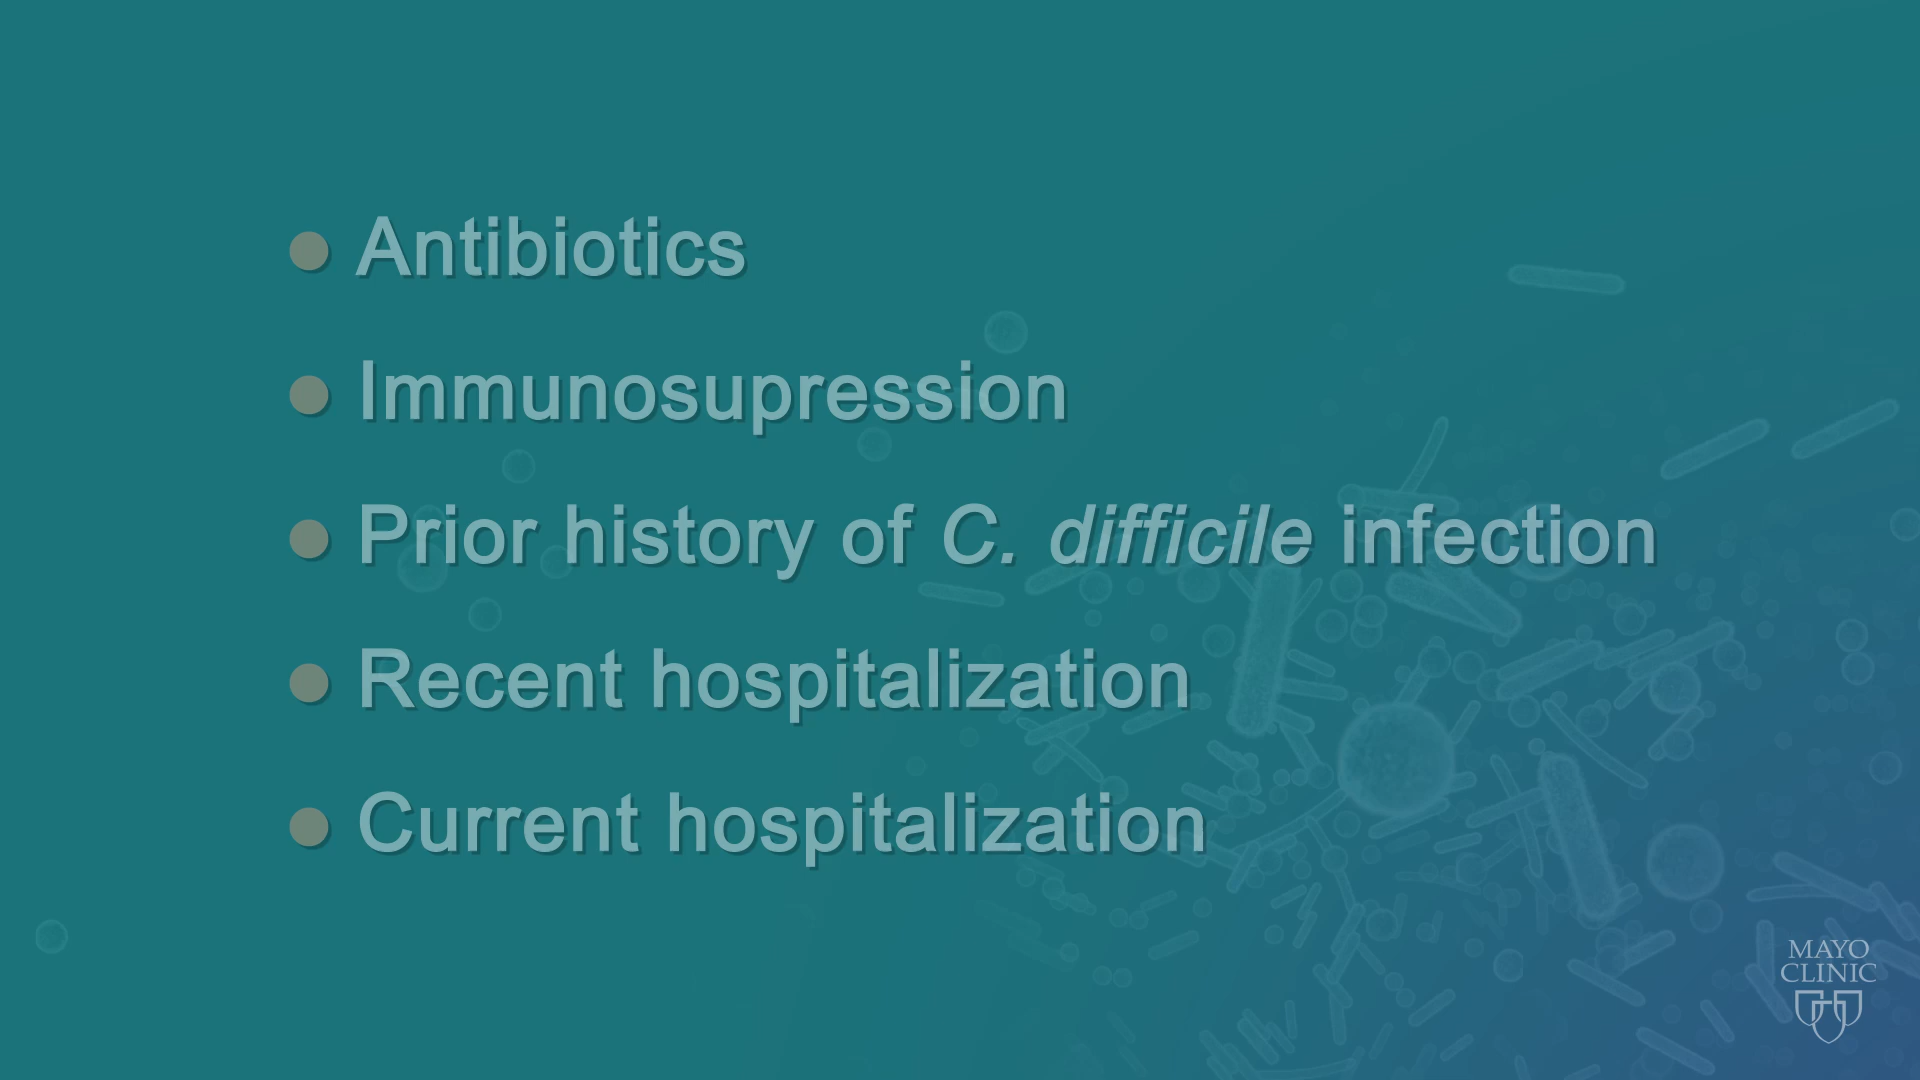 Antibiotics
Immunosupression
Prior history of C. difficile infection
Recent hospitalization
Current hospitalization
MAYO
CLINIC